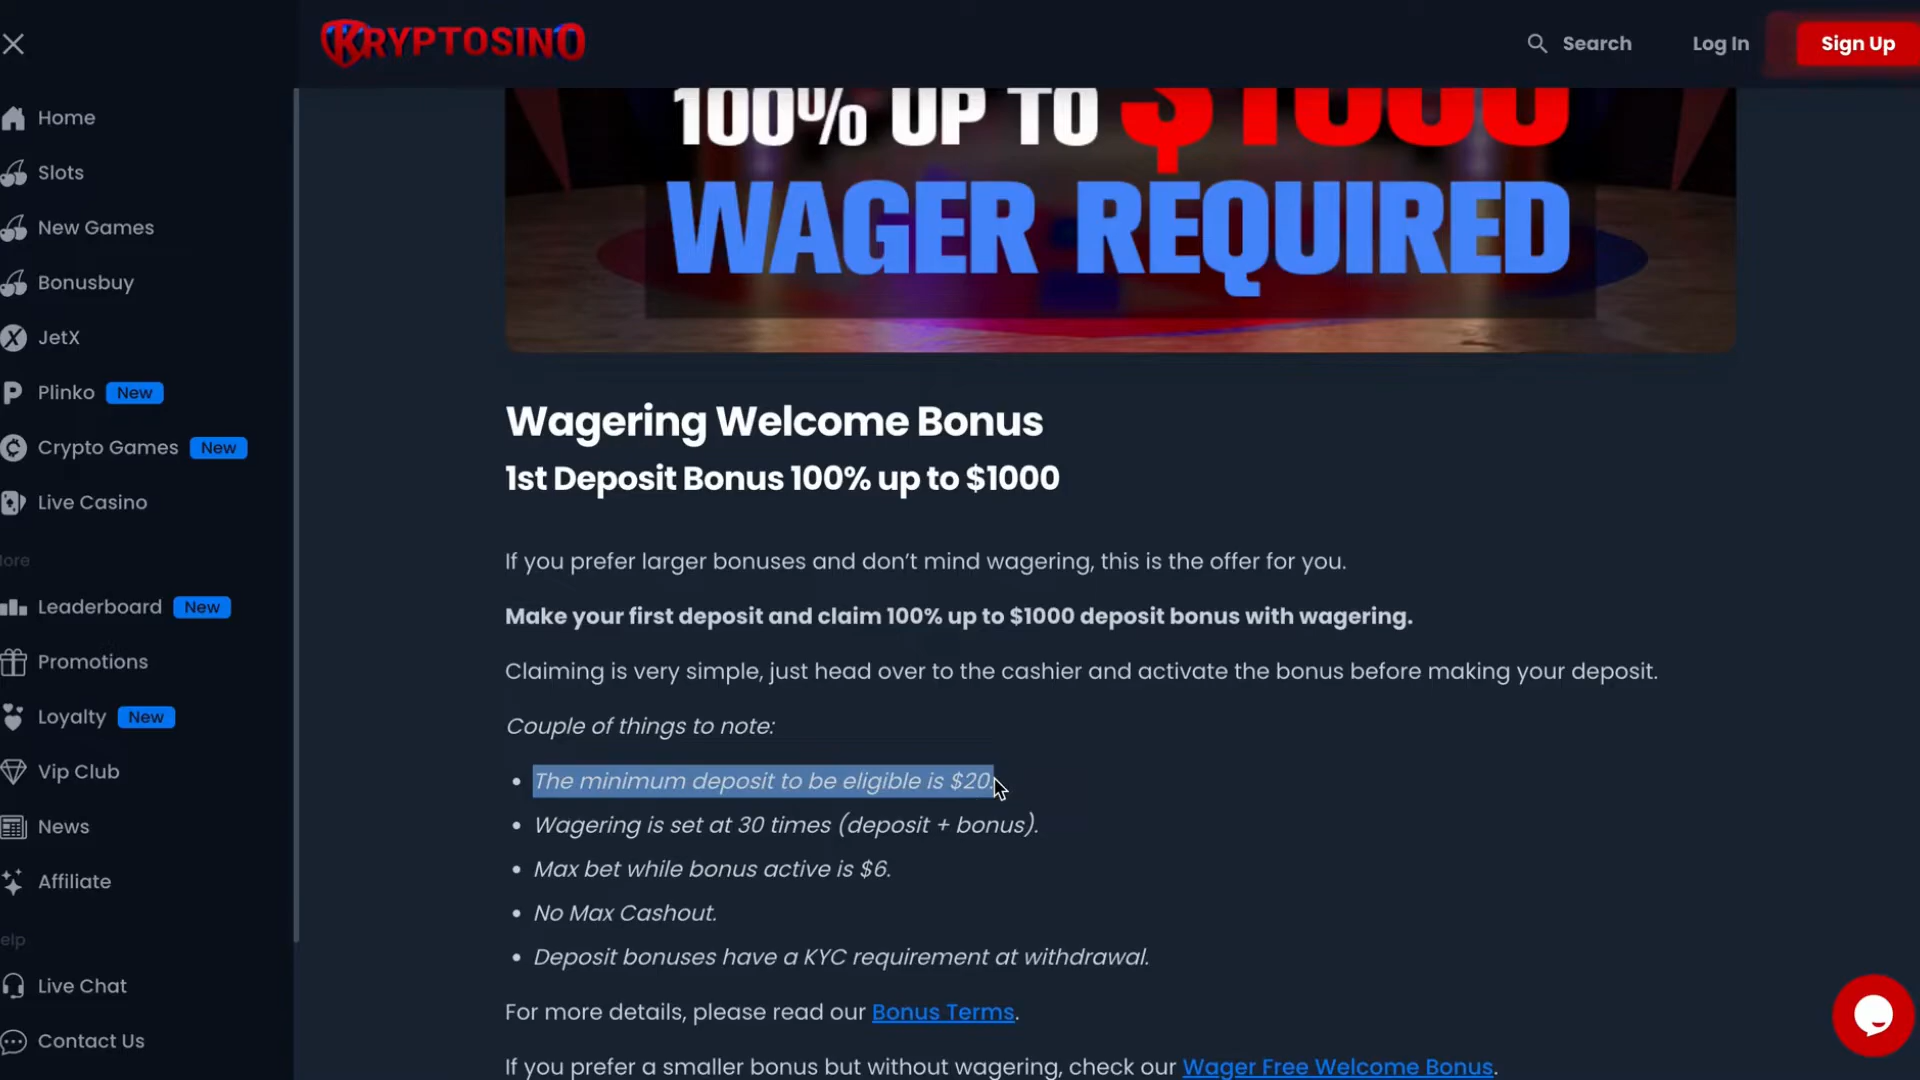 KRYPTOSINO
Search
Log In
Sign Up
Home
Slots
New Games
Bonusbuy
JetX
Plinko New
Crypto Games New
Live Casino
Leaderboard New
Promotions
Loyalty New
Vip Club
News
Affiliate
Live Chat
Contact Us
100% UP TO $1000
WAGER REQUIRED
Wagering Welcome Bonus
1st Deposit Bonus 100% up to $1000
If you prefer larger bonuses and don’t mind wagering, this is the offer for you.
Make your first deposit and claim 100% up to $1000 deposit bonus with wagering.
Claiming is very simple, just head over to the cashier and activate the bonus before making your deposit.
Couple of things to note:
• The minimum deposit to be eligible is $20.
• Wagering is set at 30 times (deposit + bonus).
• Max bet while bonus active is $6.
• No Max Cashout.
• Deposit bonuses have a KYC requirement at withdrawal.
For more details, please read our Bonus Terms.
If you prefer a smaller bonus but without wagering, check our Wager Free Welcome Bonus.